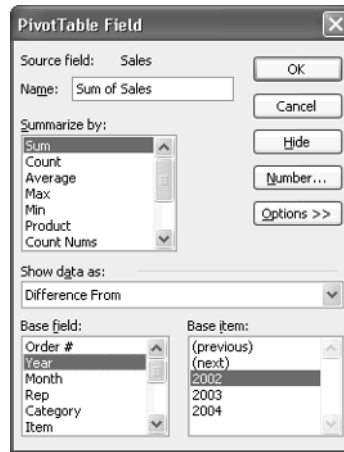 PivotTable Field
Source field: Sales
Name: Sum of Sales
Summarize by:
Sum
Count
Average
Max
Min
Product
Count Nums
OK
Cancel
Hide
Number...
Options >>
Show data as:
Difference From
Base field:
Order #
Year
Month
Rep
Category
Item
Base item:
(previous)
(next)
2002
2003
2004